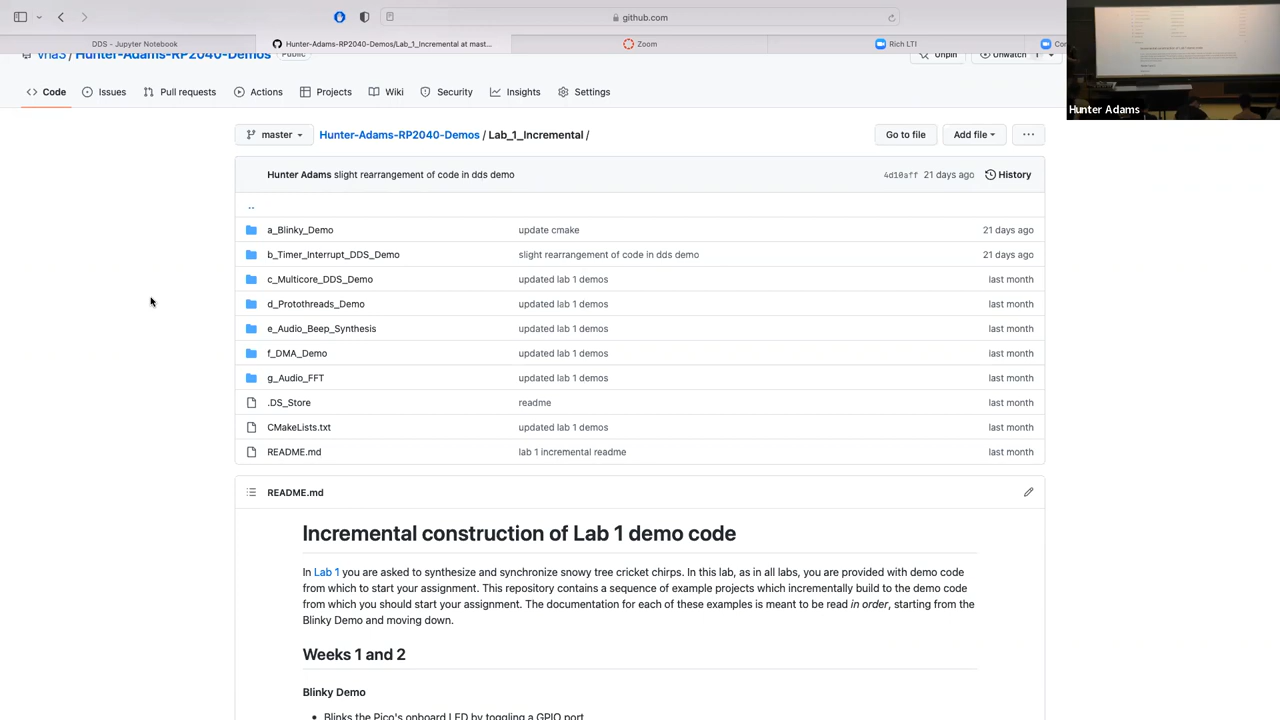 github.com
DDS - Jupyter Notebook
Hunter-Adams-RP2040-Demos/Lab_1_Incremental at mast...
Zoom
Rich LTI
Hunter Adams
vha3 / Hunter-Adams-RP2040-Demos Public
Unpin
Unwatch 1
Code
Issues
Pull requests
Actions
Projects
Wiki
Security
Insights
Settings
master
Hunter-Adams-RP2040-Demos / Lab_1_Incremental /
Go to file
Add file
Hunter Adams slight rearrangement of code in dds demo
4d10aff 21 days ago History
..
a_Blinky_Demo update cmake 21 days ago
b_Timer_Interrupt_DDS_Demo slight rearrangement of code in dds demo 21 days ago
c_Multicore_DDS_Demo updated lab 1 demos last month
d_Protothreads_Demo updated lab 1 demos last month
e_Audio_Beep_Synthesis updated lab 1 demos last month
f_DMA_Demo updated lab 1 demos last month
g_Audio_FFT updated lab 1 demos last month
.DS_Store readme last month
CMakeLists.txt updated lab 1 demos last month
README.md lab 1 incremental readme last month
README.md
Incremental construction of Lab 1 demo code
In Lab 1 you are asked to synthesize and synchronize snowy tree cricket chirps. In this lab, as in all labs, you are provided with demo code
from which to start your assignment. This repository contains a sequence of example projects which incrementally build to the demo code
from which you should start your assignment. The documentation for each of these examples is meant to be read in order, starting from the
Blinky Demo and moving down.
Weeks 1 and 2
Blinky Demo
Blinks the Pico's onboard LED by toggling a GPIO port